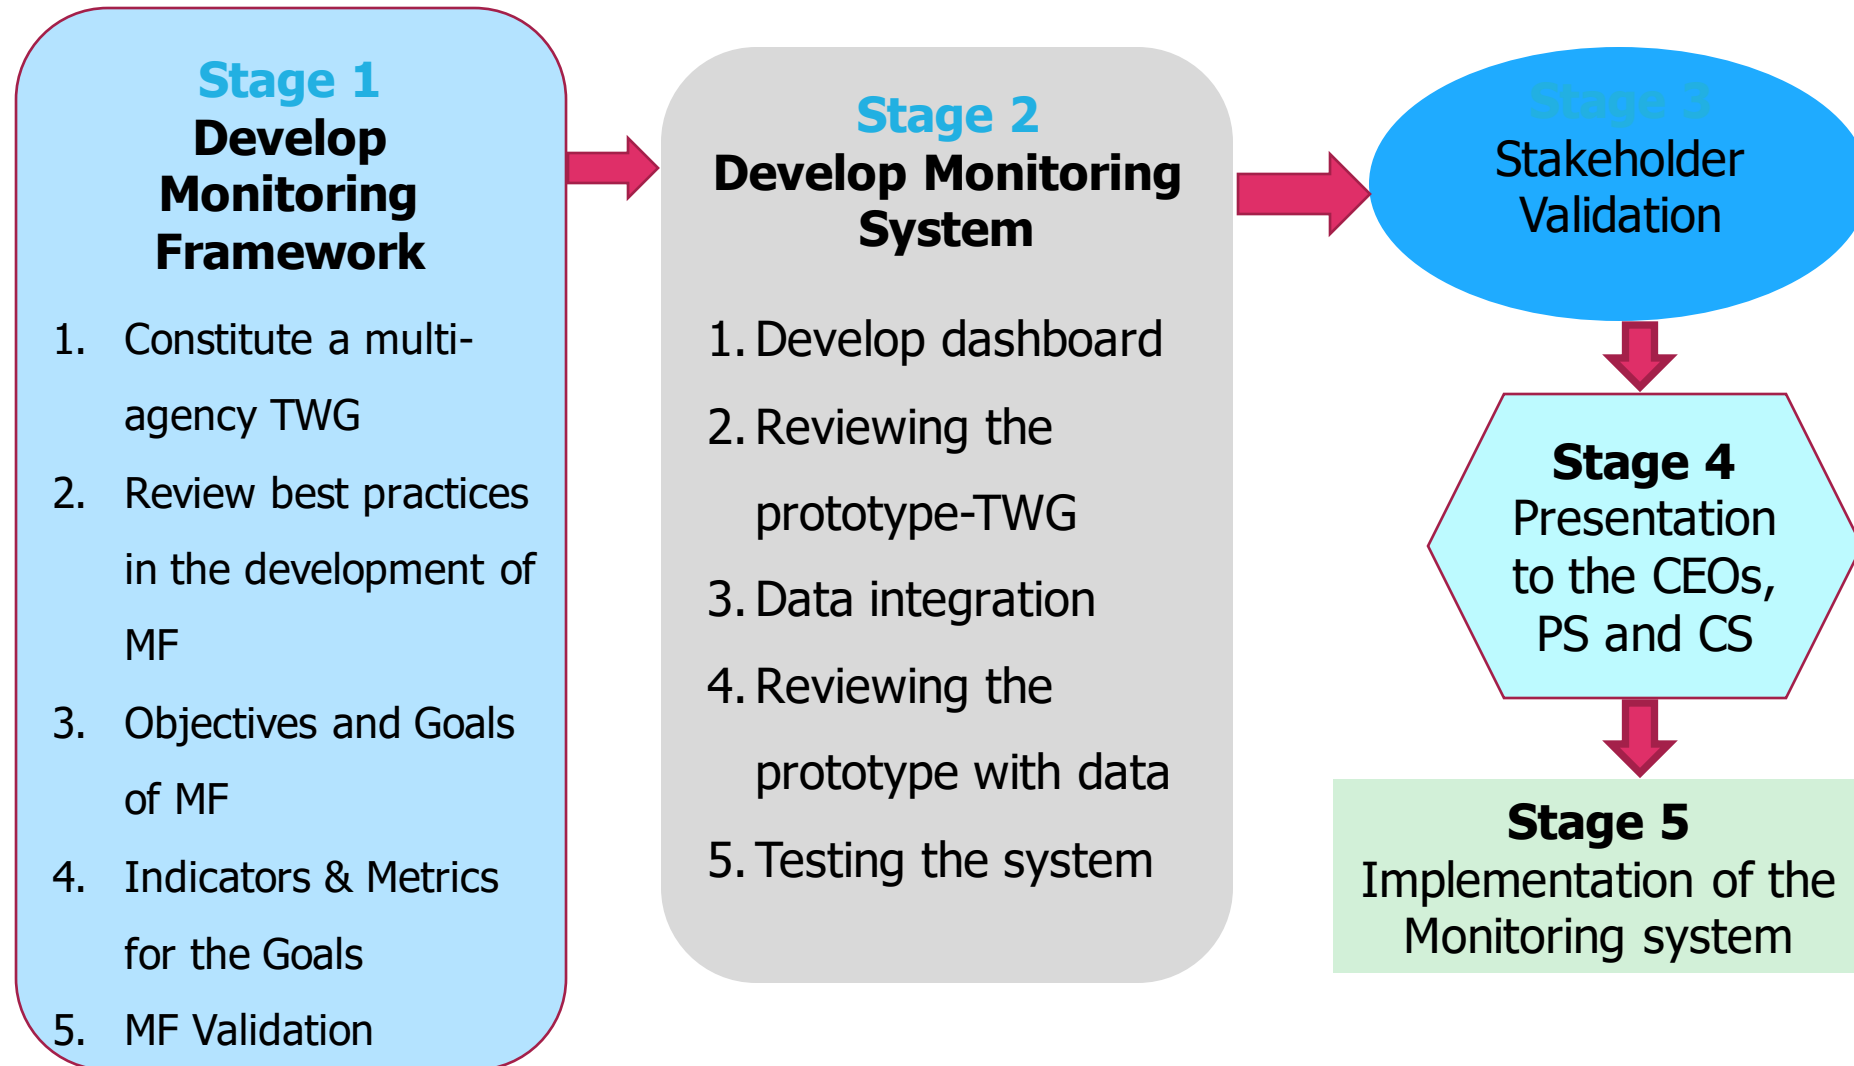 Stage 1
Develop
Monitoring
Framework
1. Constitute a multi-
agency TWG
2. Review best practices
in the development of
MF
3. Objectives and Goals
of MF
4. Indicators & Metrics
for the Goals
5. MF Validation
Stage 2
Develop Monitoring
System
1. Develop dashboard
2. Reviewing the
prototype-TWG
3. Data integration
4. Reviewing the
prototype with data
5. Testing the system
Stage 3
Stakeholder
Validation
Stage 4
Presentation
to the CEOs,
PS and CS
Stage 5
Implementation of the
Monitoring system